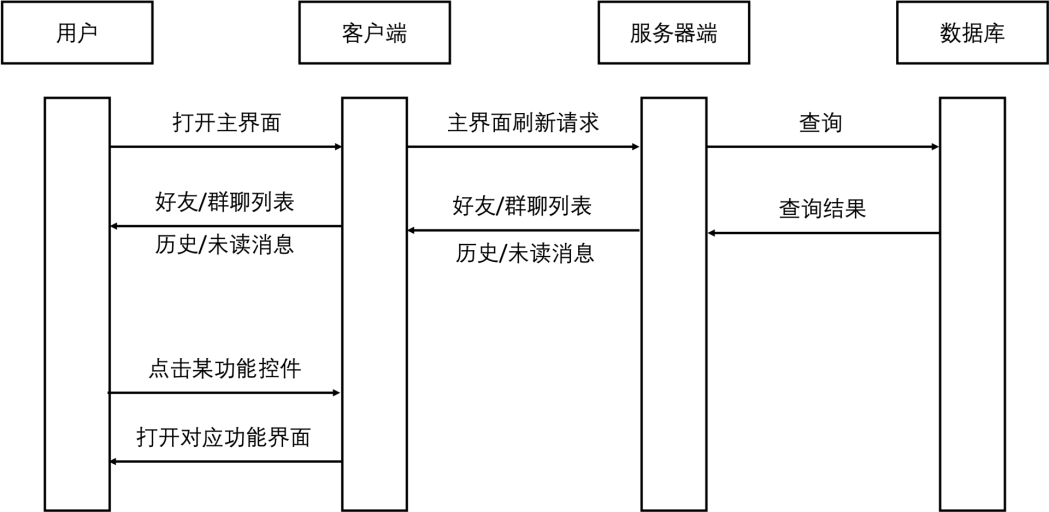 用户
客户端
服务器端
数据库
打开主界面
主界面刷新请求
查询
好友/群聊列表
历史/未读消息
好友/群聊列表
历史/未读消息
查询结果
点击某功能控件
打开对应功能界面